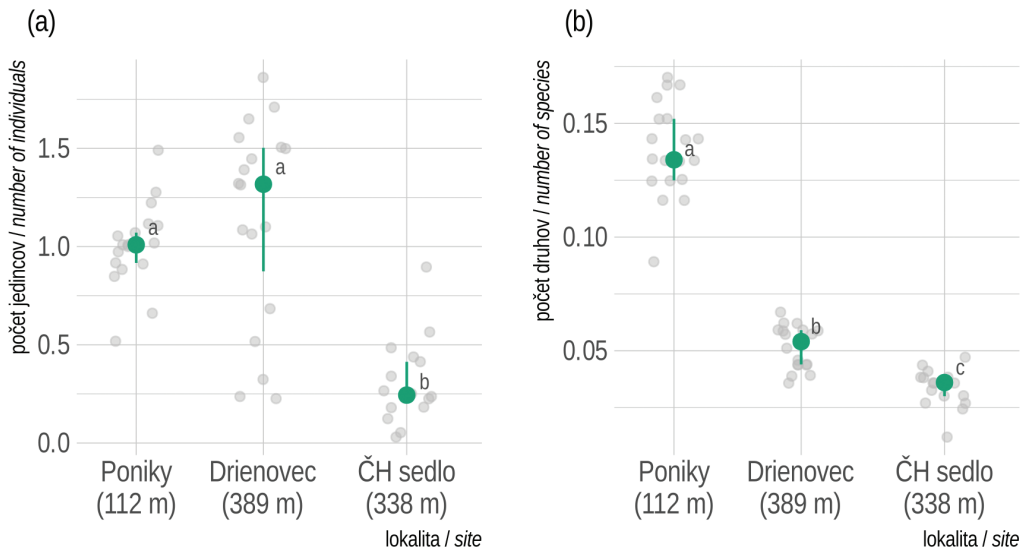 (a)
počet jedincov / number of individuals
1.5
1.0
0.5
0.0
a
a
b
Poniky
(112 m)
Drienovec
(389 m)
ČH sedlo
(338 m)
lokalita / site
(b)
počet druhov / number of species
0.15
0.10
0.05
a
b
c
Poniky
(112 m)
Drienovec
(389 m)
ČH sedlo
(338 m)
lokalita / site